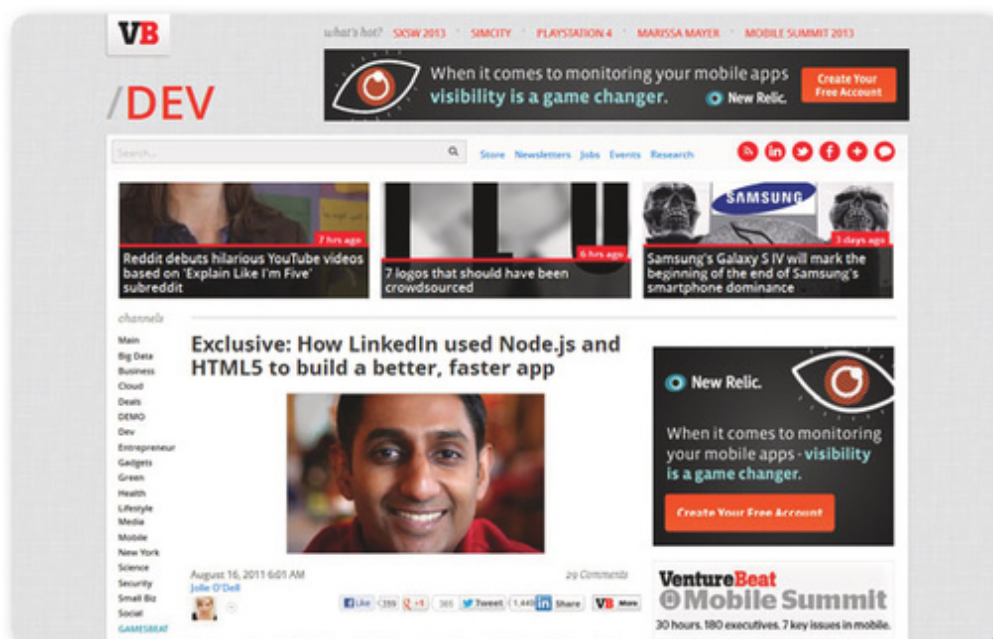 VB
what's hot? SXSW 2013 SIMCITY PLAYSTATION 4 MARISSA MAYER MOBILE SUMMIT 2013
/DEV
When it comes to monitoring your mobile apps
visibility is a game changer.
New Relic.
Create Your
Free Account
Search...
Store Newsletters Jobs Events Research
7 hrs ago
Reddit debuts hilarious YouTube videos
based on 'Explain Like I'm Five'
subreddit
6 hrs ago
7 logos that should have been
crowdsourced
SAMSUNG
3 days ago
Samsung's Galaxy S IV will mark the
beginning of the end of Samsung's
smartphone dominance
channels
Main
Big Data
Business
Cloud
Deals
DEMO
Dev
Entrepreneur
Gadgets
Green
Health
Lifestyle
Media
Mobile
New York
Science
Security
Small Biz
Social
GAMESBEAT
Exclusive: How LinkedIn used Node.js and
HTML5 to build a better, faster app
August 16, 2011 6:01 AM
Jolie O'Dell
29 Comments
Like 359 +1 365 Tweet 1,440 in Share VB More
New Relic.
When it comes to monitoring
your mobile apps - visibility
is a game changer.
Create Your Free Account
VentureBeat
Mobile Summit
30 hours. 180 executives. 7 key issues in mobile.